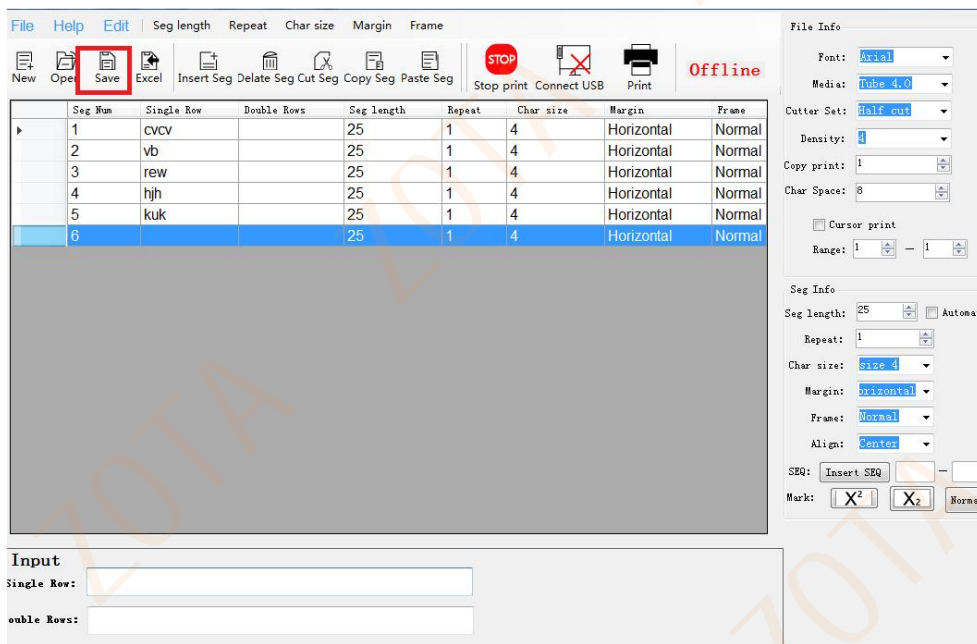 File Help Edit Seg length Repeat Char size Margin Frame
New Open Save Excel Insert Seg Delate Seg Cut Seg Copy Seg Paste Seg STOP Stop print Connect USB Print Offline
Seg Num Single Row Double Rows Seg length Repeat Char size Margin Frame
1 cvcv 25 1 4 Horizontal Normal
2 vb 25 1 4 Horizontal Normal
3 rew 25 1 4 Horizontal Normal
4 hjh 25 1 4 Horizontal Normal
5 kuk 25 1 4 Horizontal Normal
6 25 1 4 Horizontal Normal
File Info
Font: Arial
Media: Tube 4.0
Cutter Set: Half cut
Density: 4
Copy print: 1
Char Space: 8
Cursor print
Range: 1 — 1
Seg Info
Seg length: 25 Automa
Repeat: 1
Char size: size 4
Margin: orizontal
Frame: Normal
Align: Center
SEQ: Insert SEQ —
Mark: X² X₂ Norma
Input
Single Row:
ouble Rows:
ZOTA
ZOTA
ZOTA
ZOTA